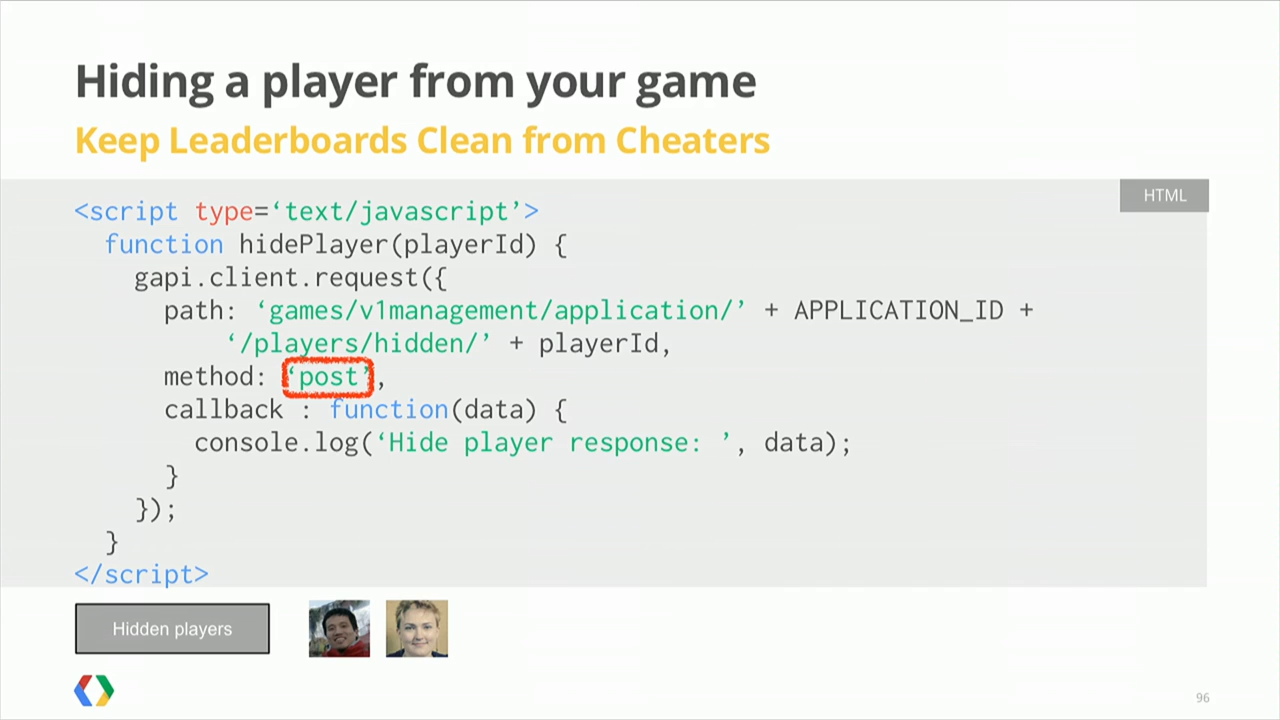 Hiding a player from your game
Keep Leaderboards Clean from Cheaters
HTML
<script type=‘text/javascript’>
function hidePlayer(playerId) {
gapi.client.request({
path: ‘games/v1management/application/’ + APPLICATION_ID +
‘/players/hidden/’ + playerId,
method: ‘post’,
callback : function(data) {
console.log(‘Hide player response: ’, data);
}
});
}
</script>
Hidden players
96